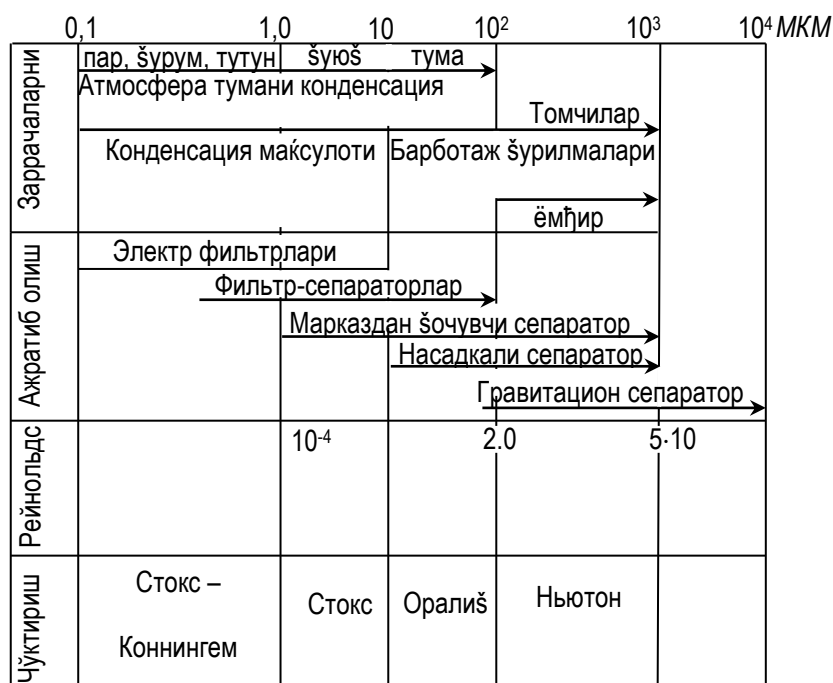 0,1 1,0 10 10² 10³ 10⁴ МКМ
Заррачаларни
пар, šурум, тутун šуюš тума
Атмосфера тумани конденсация
Томчилар
Конденсация маќсулоти Барботаж šурилмалари
ёмђир
Ажратиб олиш
Электр фильтрлари
Фильтр-сепараторлар
Марказдан šочувчи сепаратор
Насадкали сепаратор
Гравитацион сепаратор
Рейнольдс
10⁻⁴ 2.0 5·10
Чўктириш
Стокс –
Коннингем
Стокс Оралиš Ньютон